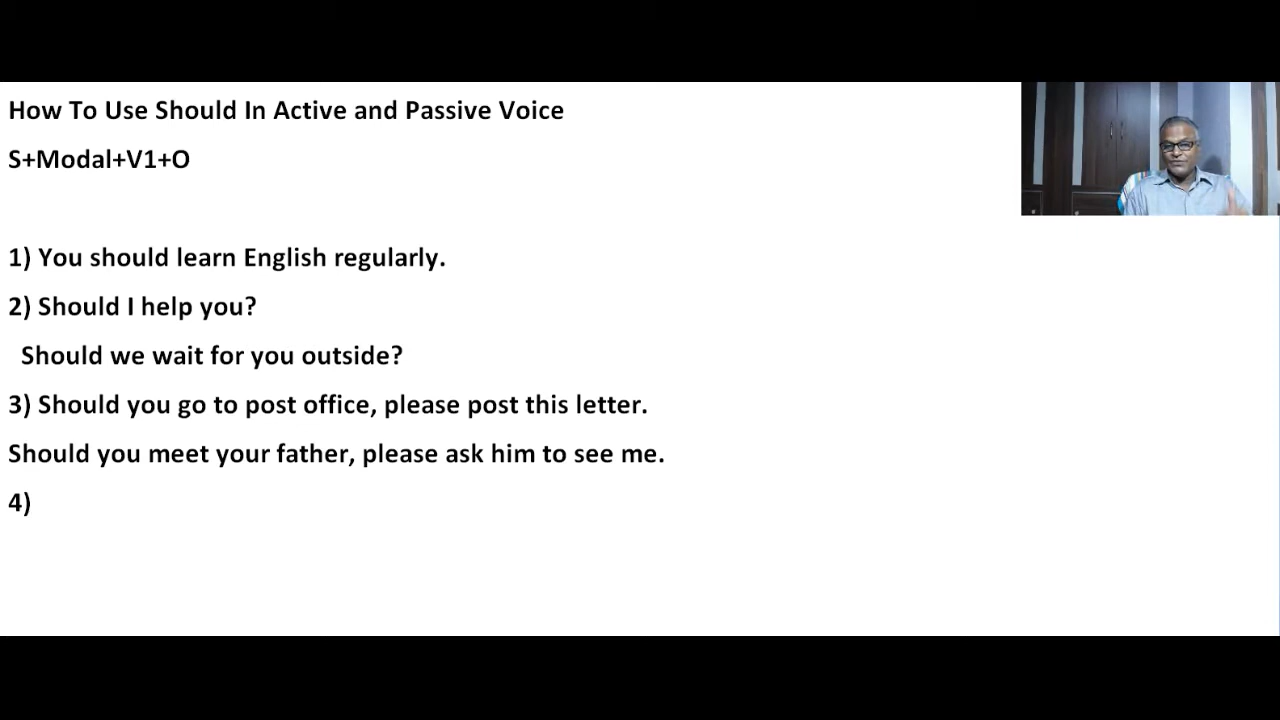 How To Use Should In Active and Passive Voice
S+Modal+V1+O
1) You should learn English regularly.
2) Should I help you?
Should we wait for you outside?
3) Should you go to post office, please post this letter.
Should you meet your father, please ask him to see me.
4)